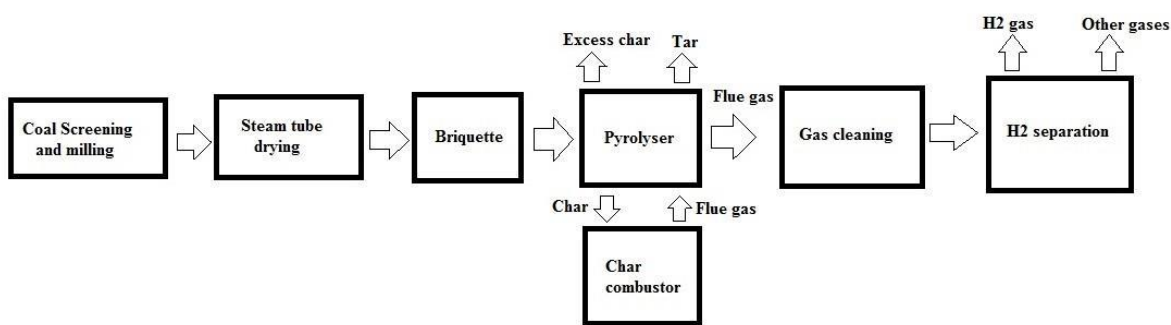 H2 gas
Other gases
Excess char
Tar
Coal Screening
and milling
Steam tube
drying
Briquette
Pyrolyser
Flue gas
Gas cleaning
H2 separation
Char
Flue gas
Char
combustor